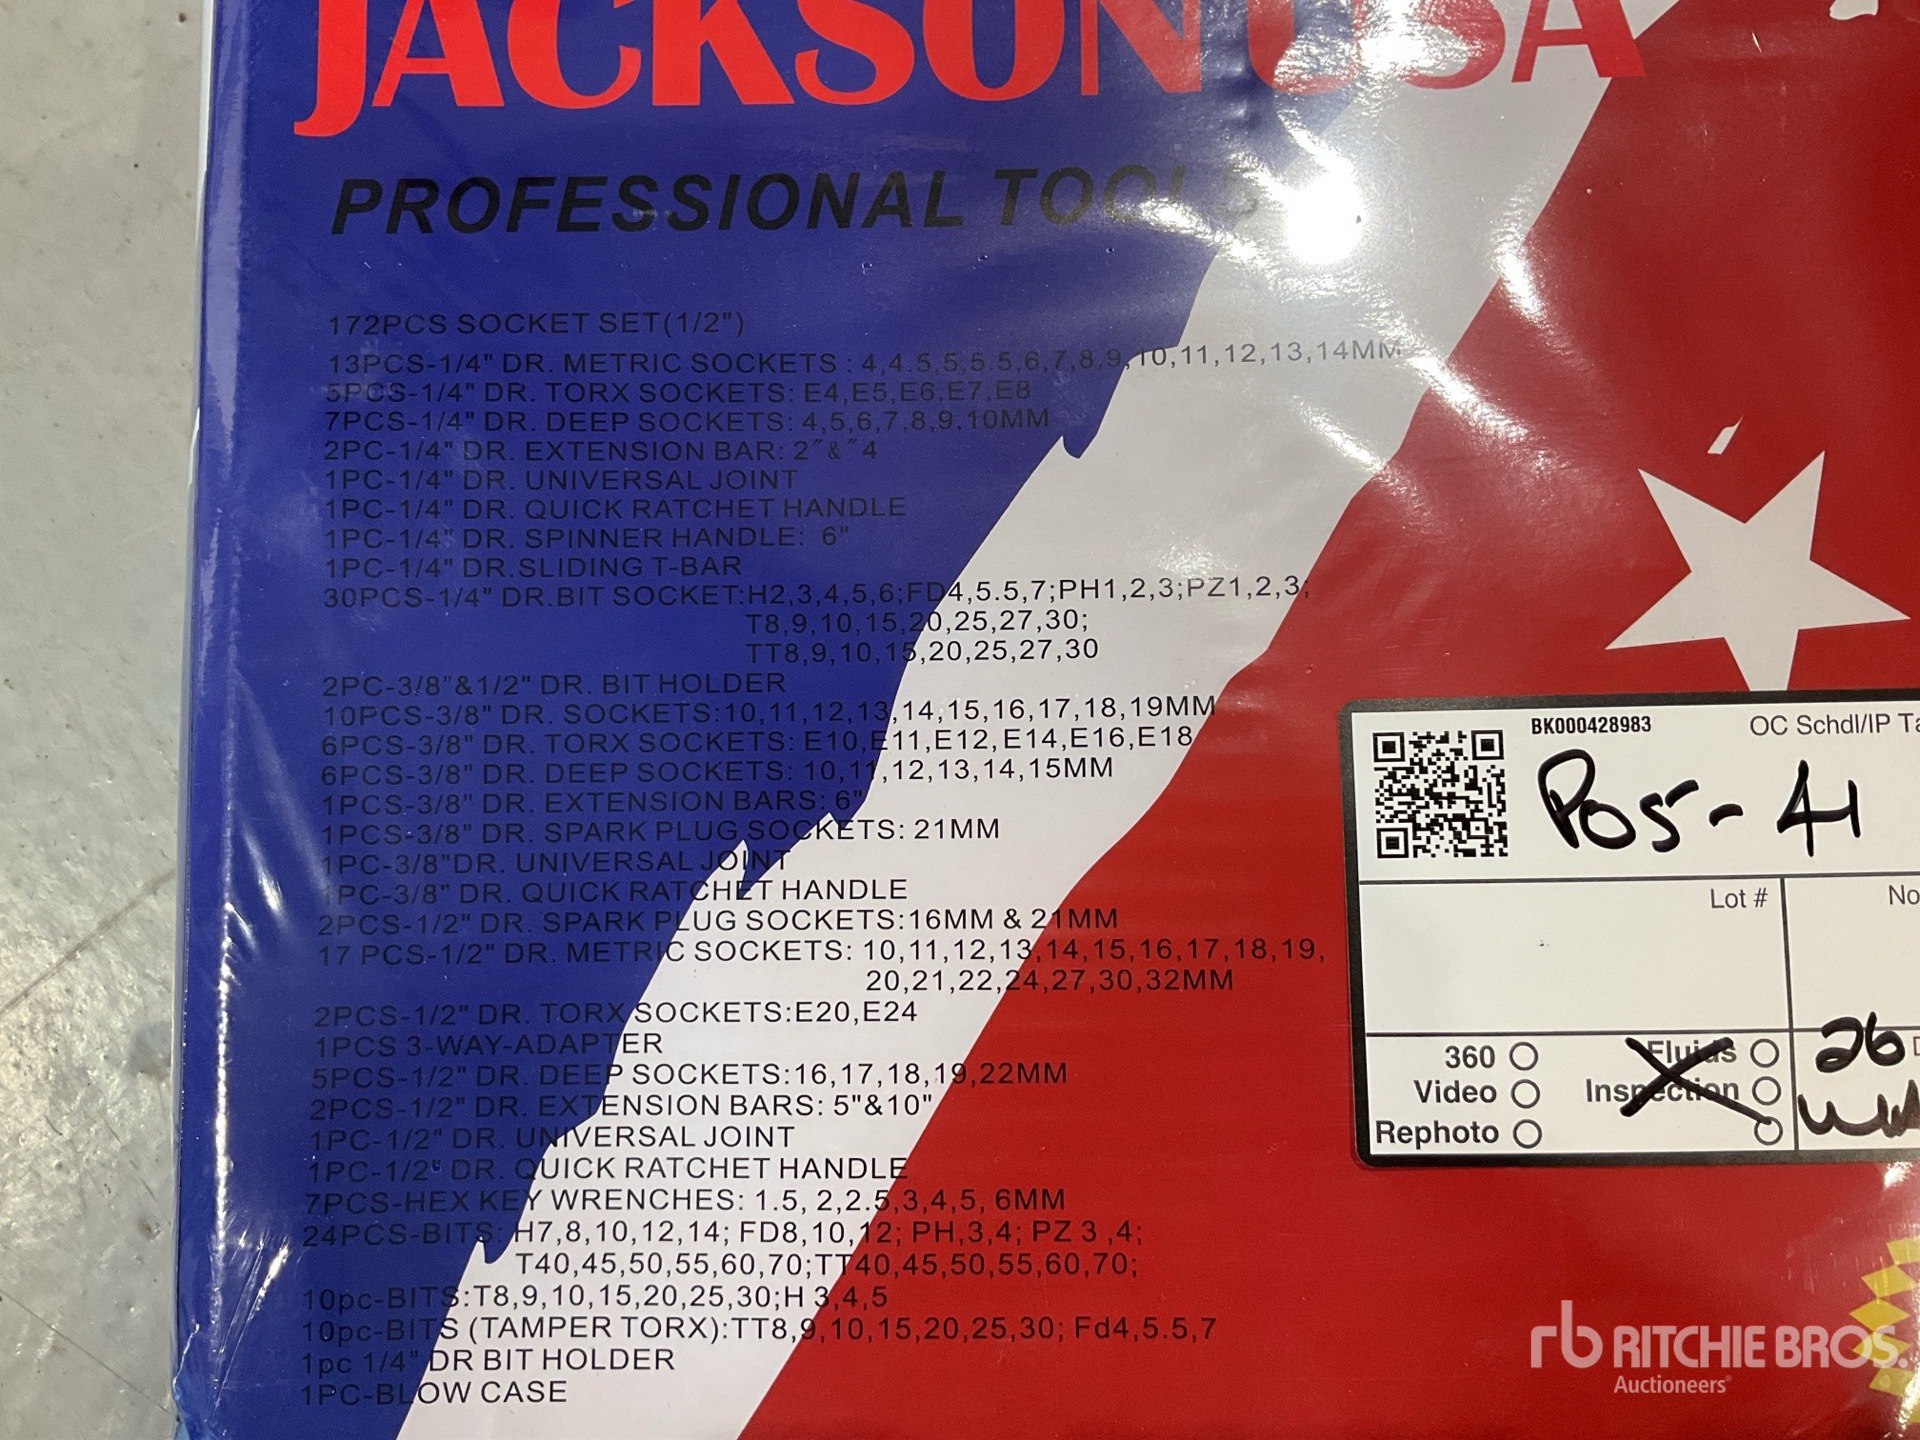 JACKSON USA
PROFESSIONAL TOOLS
172PCS SOCKET SET(1/2")
13PCS-1/4" DR. METRIC SOCKETS : 4,4.5,5,5.5,6,7,8,9,10,11,12,13,14MM
5PCS-1/4" DR. TORX SOCKETS: E4,E5,E6.E7,E8
7PCS-1/4" DR. DEEP SOCKETS: 4,5,6,7,8,9,10MM
2PC-1/4" DR. EXTENSION BAR: 2"&"4
1PC-1/4" DR. UNIVERSAL JOINT
1PC-1/4" DR. QUICK RATCHET HANDLE
1PC-1/4" DR. SPINNER HANDLE: 6"
1PC-1/4" DR.SLIDING T-BAR
30PCS-1/4" DR.BIT SOCKET:H2,3,4,5,6;FD4,5.5,7;PH1,2,3;PZ1,2,3;
T8,9,10,15,20,25,27,30;
TT8,9,10,15,20,25,27,30
2PC-3/8"&1/2" DR. BIT HOLDER
10PCS-3/8" DR. SOCKETS:10,11,12,13,14,15,16,17,18,19MM
6PCS-3/8" DR. TORX SOCKETS: E10,E11,E12,E14,E16,E18
6PCS-3/8" DR. DEEP SOCKETS: 10,11,12,13,14,15MM
1PCS-3/8" DR. EXTENSION BARS: 6"
1PCS-3/8" DR. SPARK PLUG SOCKETS: 21MM
1PC-3/8"DR. UNIVERSAL JOINT
1PC-3/8" DR. QUICK RATCHET HANDLE
2PCS-1/2" DR. SPARK PLUG SOCKETS:16MM & 21MM
17 PCS-1/2" DR. METRIC SOCKETS: 10,11,12,13,14,15,16,17,18,19,
20,21,22,24,27,30,32MM
2PCS-1/2" DR. TORX SOCKETS:E20,E24
1PCS 3-WAY-ADAPTER
5PCS-1/2" DR. DEEP SOCKETS:16,17,18,19,22MM
2PCS-1/2" DR. EXTENSION BARS: 5"&10"
1PC-1/2" DR. UNIVERSAL JOINT
1PC-1/2" DR. QUICK RATCHET HANDLE
7PCS-HEX KEY WRENCHES: 1.5, 2,2.5,3,4,5, 6MM
24PCS-BITS: H7,8,10,12,14; FD8,10,12; PH,3,4; PZ 3 ,4;
T40,45,50,55,60,70;TT40,45,50,55,60,70;
10pc-BITS:T8,9,10,15,20,25,30;H 3,4,5
10pc-BITS (TAMPER TORX):TT8,9,10,15,20,25,30; Fd4,5.5,7
1pc 1/4" DR BIT HOLDER
1PC-BLOW CASE
BK000428983 OC Schdl/IP Ta
POS-41
Lot # No
360 Fluids 26
Video Inspection
Rephoto
rb RITCHIE BROS.
Auctioneers